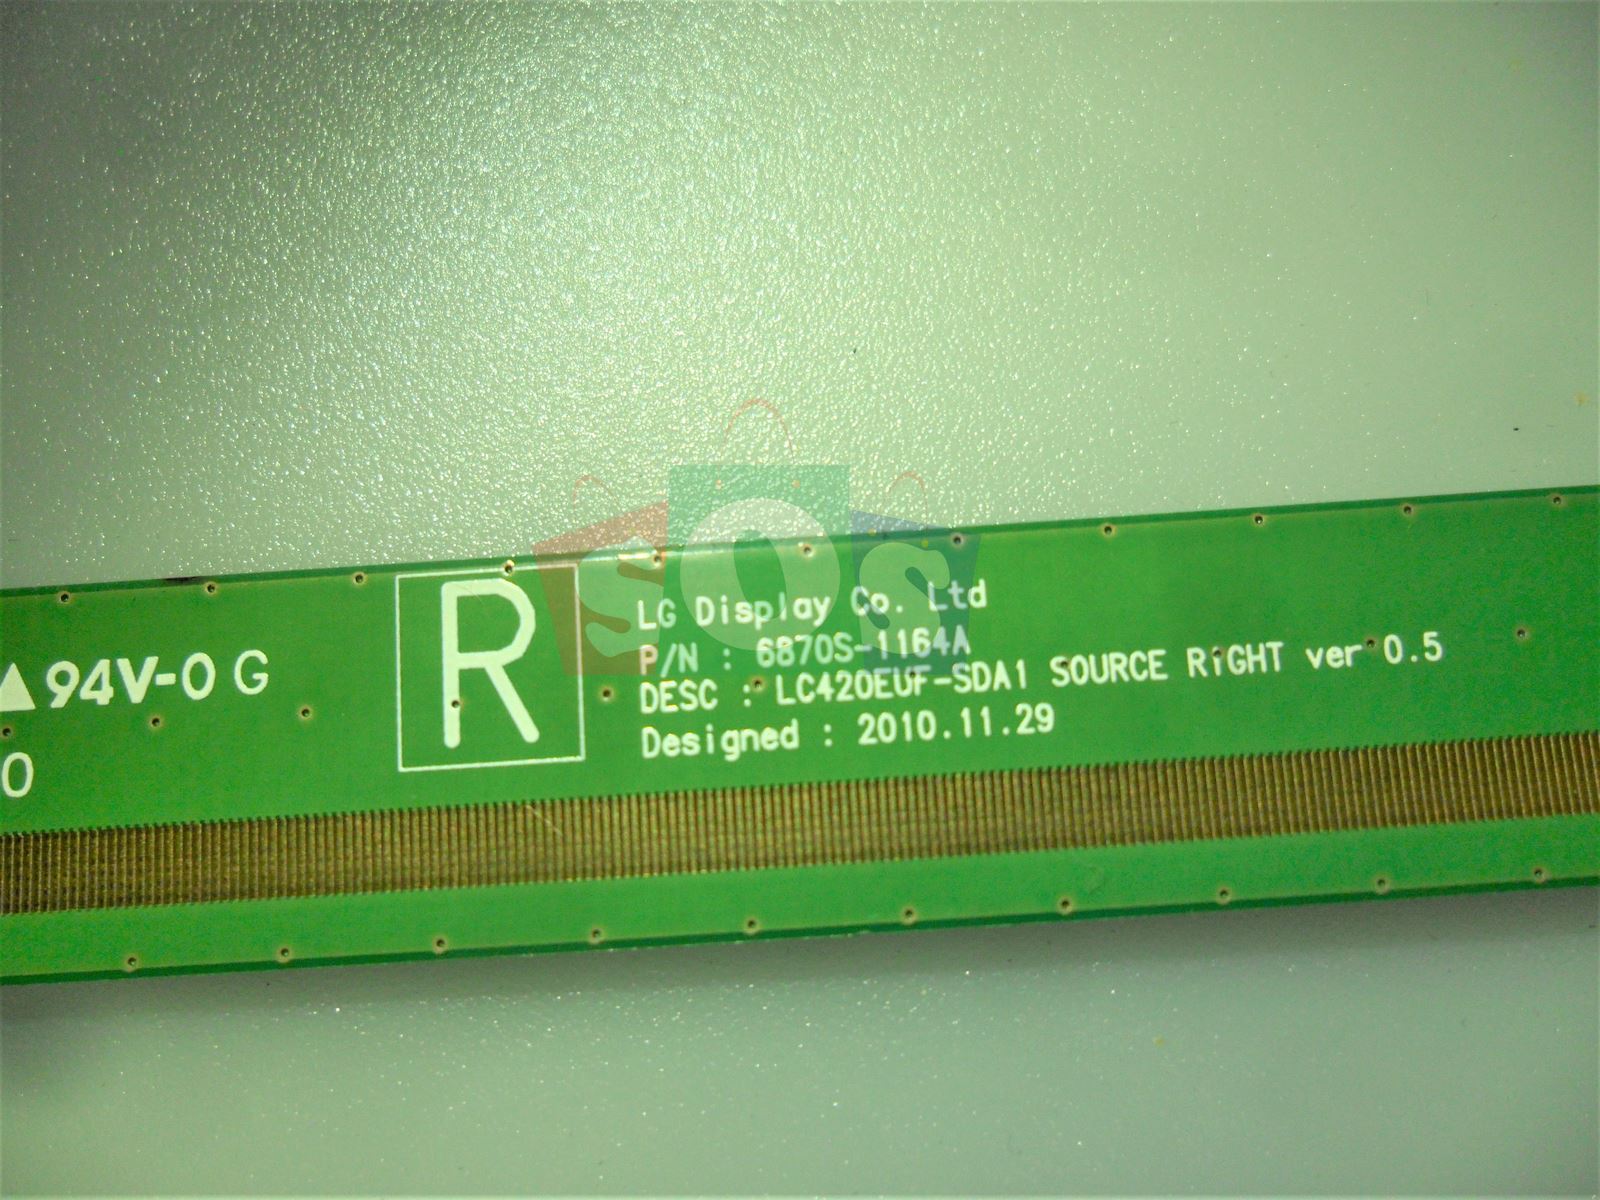 ▲94V-0 G
0
R
LG Display Co. Ltd
P/N : 6870S-1164A
DESC : LC420EUF-SDA1 SOURCE RiGHT ver 0.5
Designed : 2010.11.29
sOs